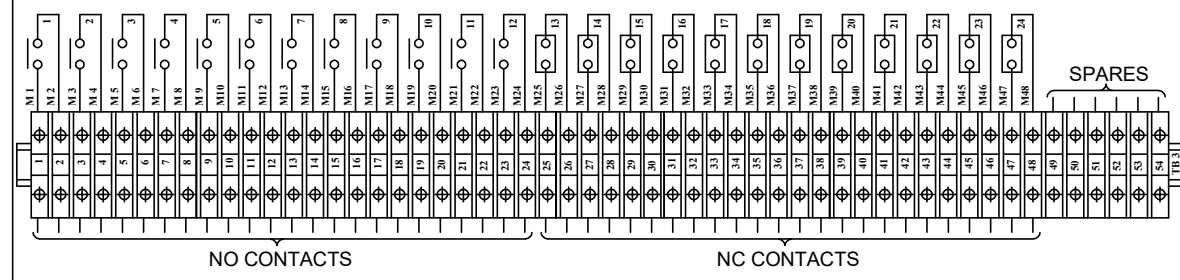 1 2 3 4 5 6 7 8 9 10 11 12 13 14 15 16 17 18 19 20 21 22 23 24
SPARES
M1 M2 M3 M4 M5 M6 M7 M8 M9 M10 M11 M12 M13 M14 M15 M16 M17 M18 M19 M20 M21 M22 M23 M24 M25 M26 M27 M28 M29 M30 M31 M32 M33 M34 M35 M36 M37 M38 M39 M40 M41 M42 M43 M44 M45 M46 M47 M48
1 2 3 4 5 6 7 8 9 10 11 12 13 14 15 16 17 18 19 20 21 22 23 24 25 26 27 28 29 30 31 32 33 34 35 36 37 38 39 40 41 42 43 44 45 46 47 48 49 50 51 52 53 54 TB 3
NO CONTACTS NC CONTACTS